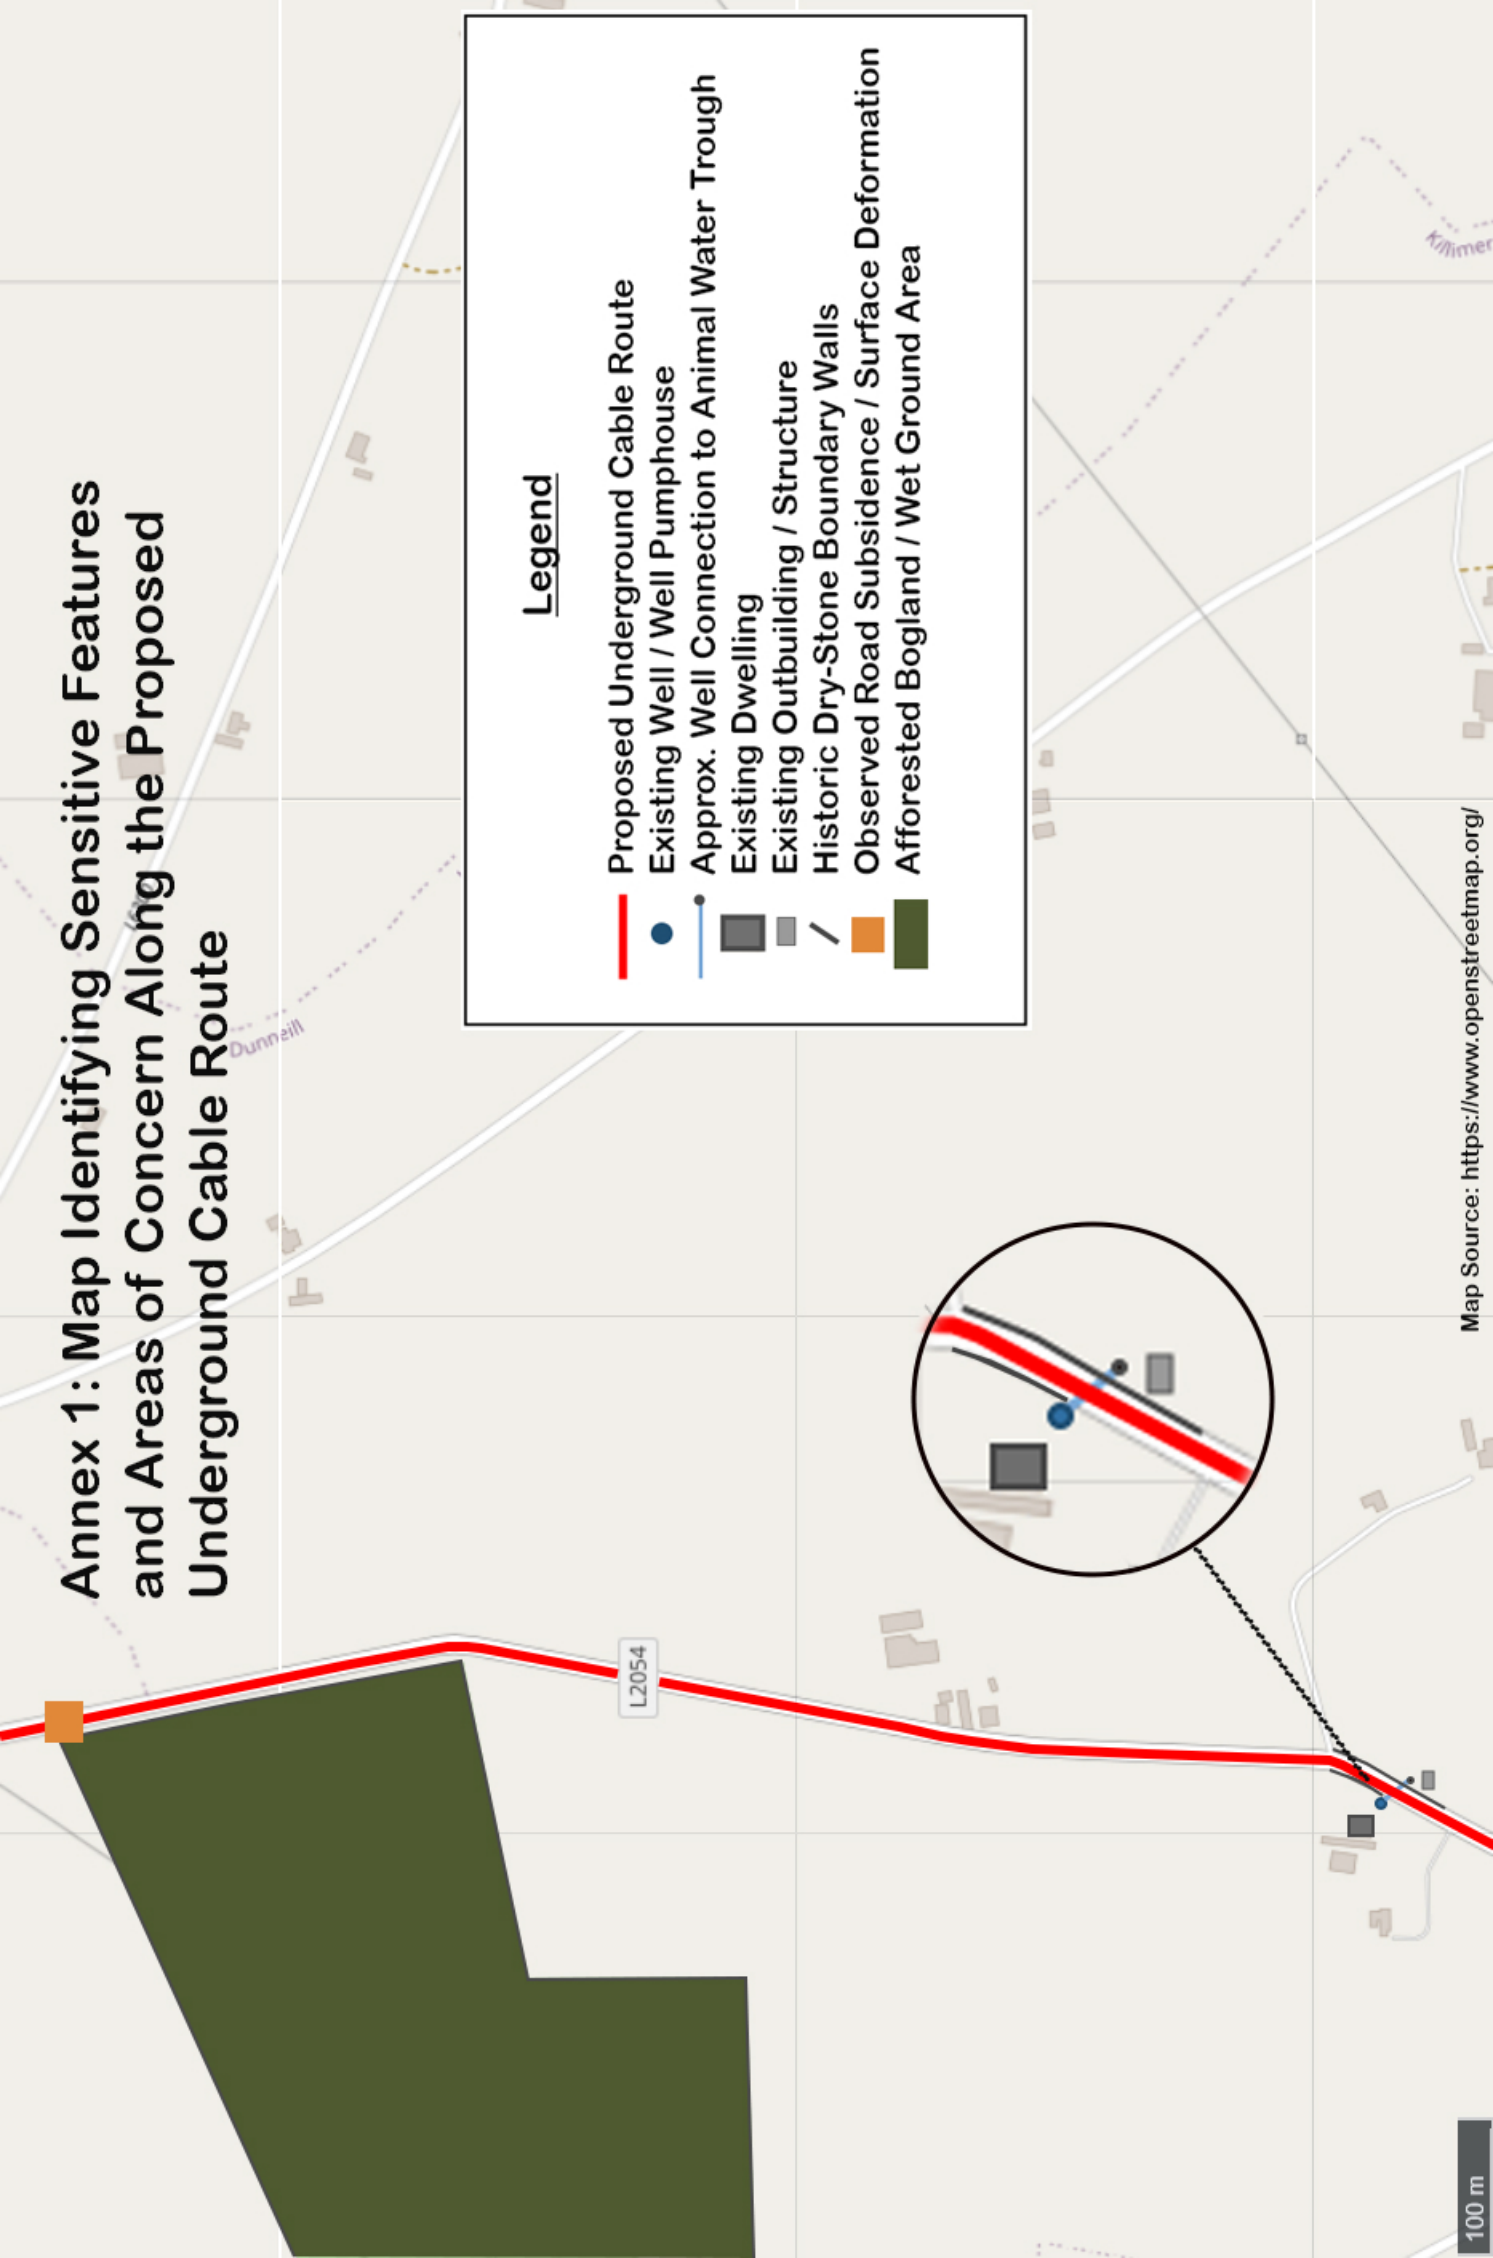 Annex 1: Map Identifying Sensitive Features
and Areas of Concern Along the Proposed
Underground Cable Route
Legend
Proposed Underground Cable Route
Existing Well / Well Pumphouse
Approx. Well Connection to Animal Water Trough
Existing Dwelling
Existing Outbuilding / Structure
Historic Dry-Stone Boundary Walls
Observed Road Subsidence / Surface Deformation
Afforested Bogland / Wet Ground Area
Dunneill
L2054
Killimer
100 m
Map Source: https://www.openstreetmap.org/